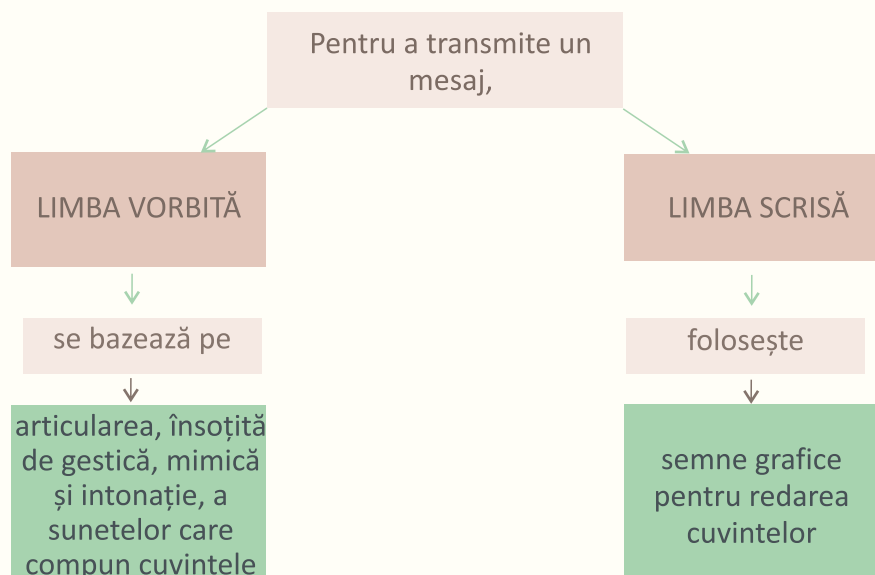 Pentru a transmite un
mesaj,
LIMBA VORBITĂ
LIMBA SCRISĂ
se bazează pe
folosește
articularea, însoțită
de gestică, mimică
și intonație, a
sunetelor care
compun cuvintele
semne grafice
pentru redarea
cuvintelor